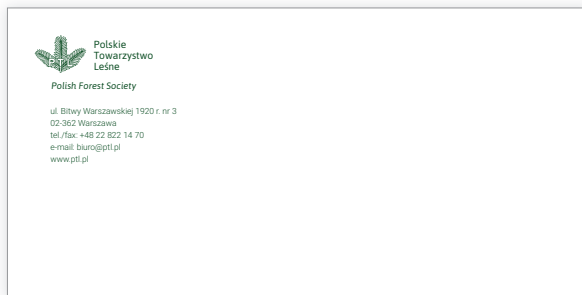 PTL
Polskie
Towarzystwo
Leśne
Polish Forest Society
ul. Bitwy Warszawskiej 1920 r. nr 3
02-362 Warszawa
tel./fax: +48 22 822 14 70
e-mail: biuro@ptl.pl
www.ptl.pl